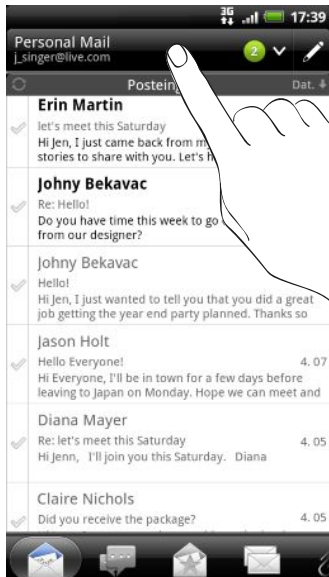 3G 17:39
Personal Mail
j_singer@live.com
2
Posteing
Dat.
Erin Martin
let's meet this Saturday
Hi Jen, I just came back from m
stories to share with you. Let's h
Johny Bekavac
Re: Hello!
Do you have time this week to go
from our designer?
Johny Bekavac
Hello!
Hi Jen, I just wanted to tell you that you did a great
job getting the year end party planned. Thanks so
Jason Holt
Hello Everyone! 4. 07
Hi Everyone, I'll be in town for a few days before
leaving to Japan on Monday. Hope we can meet and
Diana Mayer
Re: let's meet this Saturday 4. 05
Hi Jenn, I'll join you this Saturday. Diana
Claire Nichols
Did you receive the package? 4. 05